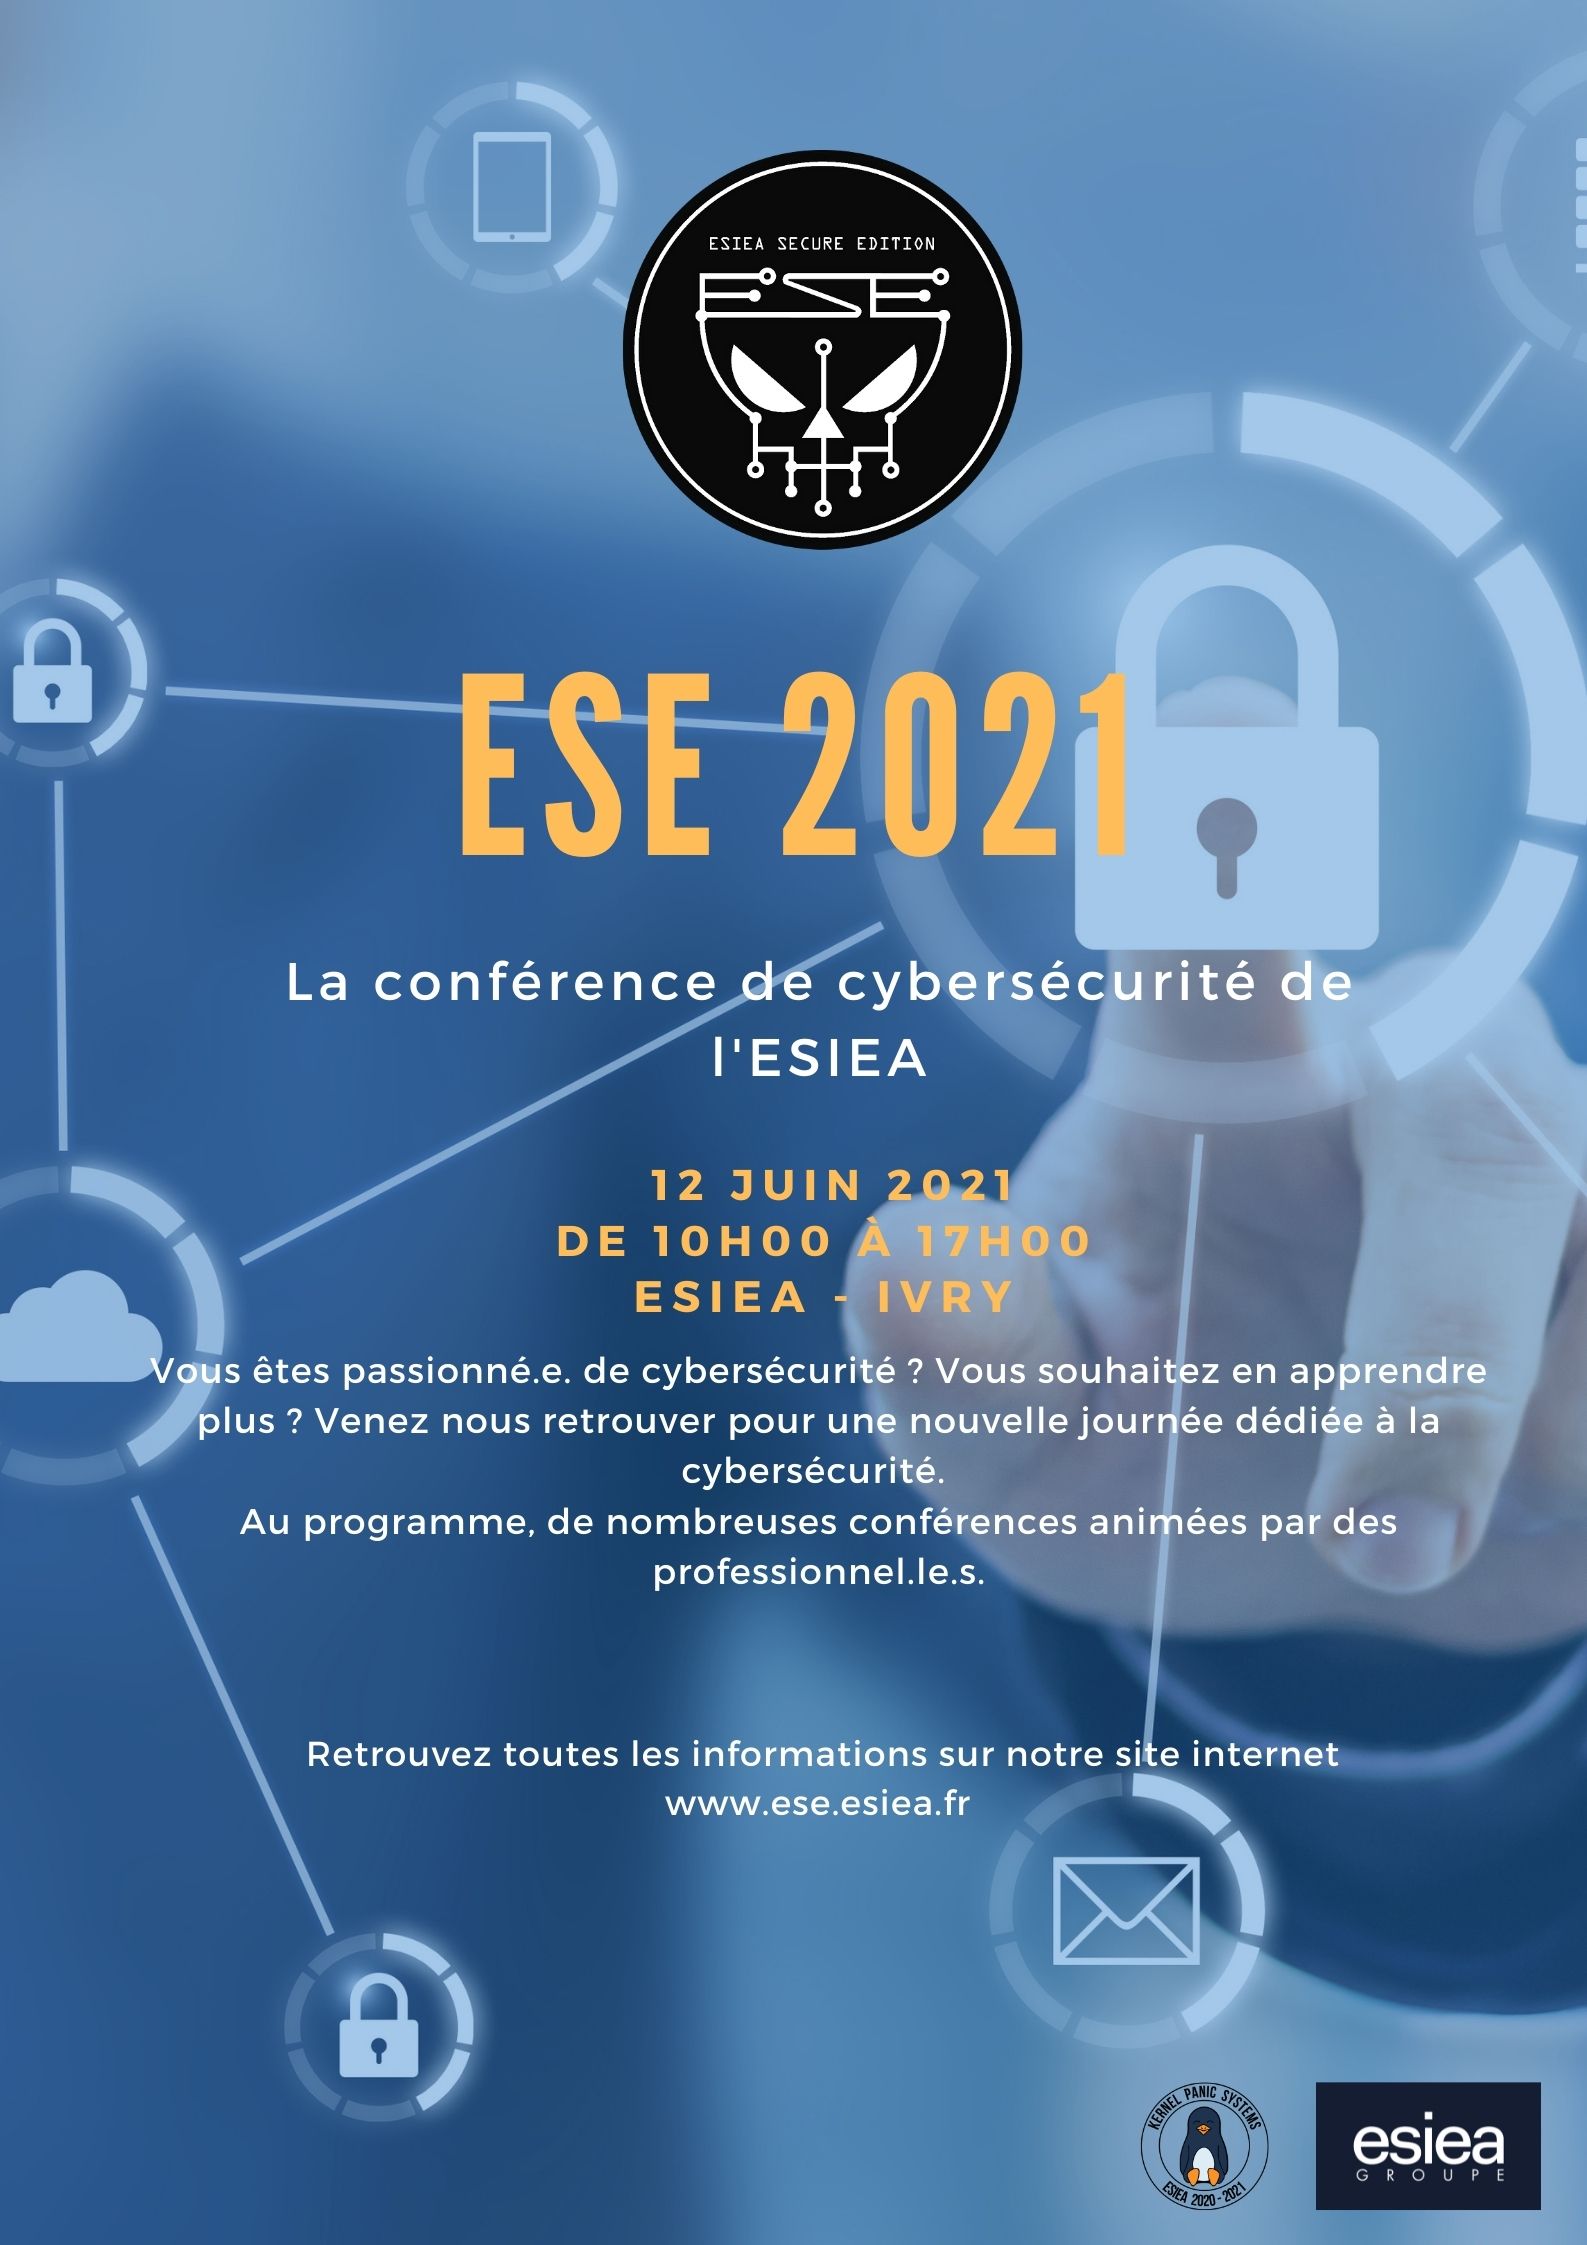 ESIEA SECURE EDITION
ESE
ESE 2021
La conférence de cybersécurité de
l'ESIEA
12 JUIN 2021
DE 10H00 À 17H00
ESIEA - IVRY
Vous êtes passionné.e. de cybersécurité ? Vous souhaitez en apprendre
plus ? Venez nous retrouver pour une nouvelle journée dédiée à la
cybersécurité.
Au programme, de nombreuses conférences animées par des
professionnel.le.s.
Retrouvez toutes les informations sur notre site internet
www.ese.esiea.fr
KERNEL PANIC SYSTEMS
ESIEA 2020 - 2021
esiea
GROUPE